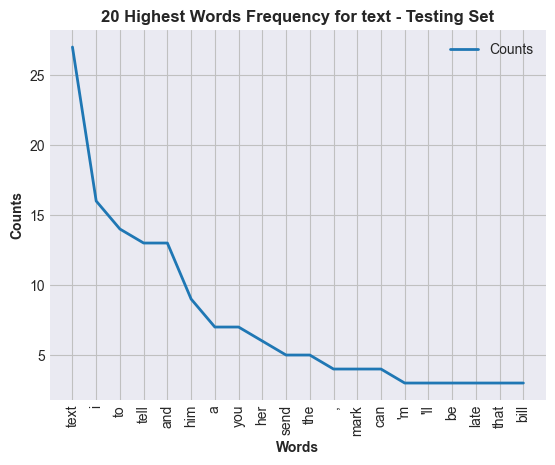 20 Highest Words Frequency for text - Testing Set
Counts
25
20
15
10
5
Counts
text
i
to
tell
and
him
a
you
her
send
the
,
mark
can
'm
'll
be
late
that
bill
Words